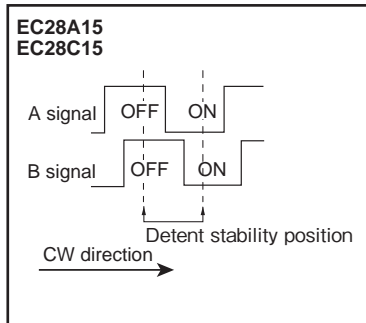 EC28A15
EC28C15
A signal OFF ON
B signal OFF ON
Detent stability position
CW direction